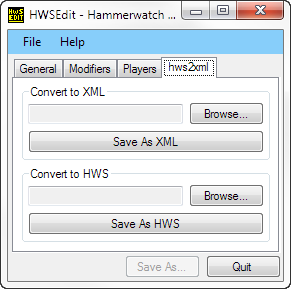 HWS
EDIT
HWSEdit - Hammerwatch ...
File Help
General Modifiers Players hws2xml
Convert to XML
Browse...
Save As XML
Convert to HWS
Browse...
Save As HWS
Save As... Quit